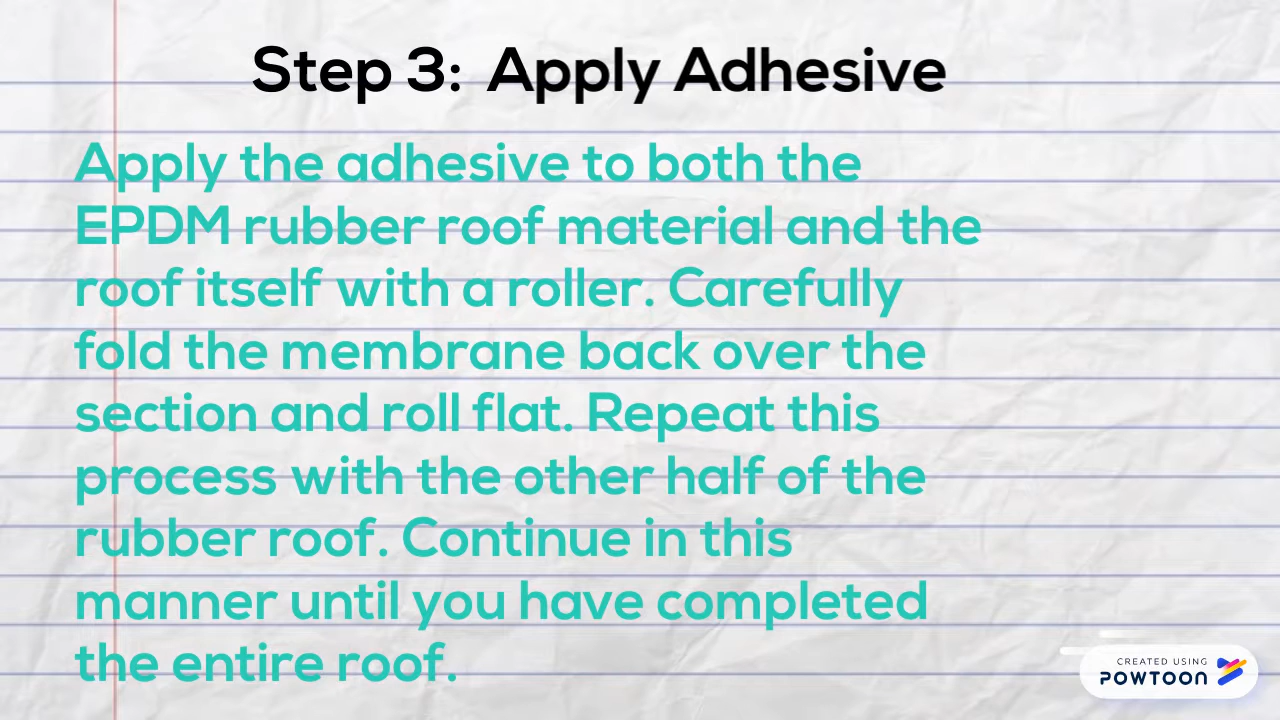 Step 3: Apply Adhesive
Apply the adhesive to both the
EPDM rubber roof material and the
roof itself with a roller. Carefully
fold the membrane back over the
section and roll flat. Repeat this
process with the other half of the
rubber roof. Continue in this
manner until you have completed
the entire roof.
CREATED USING
POWTOON